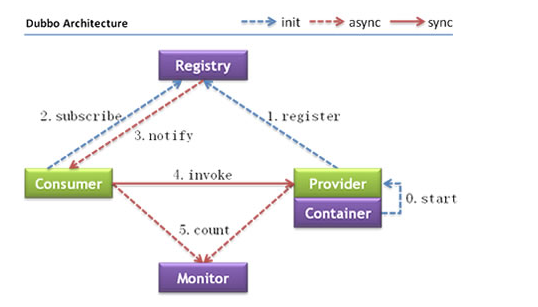 Dubbo Architecture
init
async
sync
Registry
2. subscribe
1. register
3. notify
Consumer
4. invoke
Provider
Container
0. start
5. count
Monitor